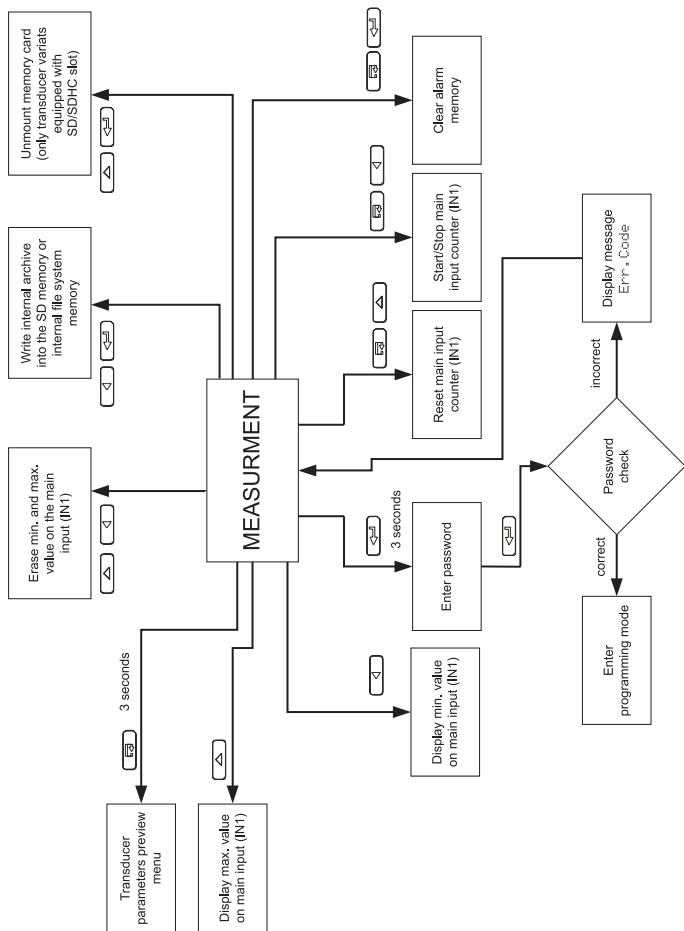 Unmount memory card
(only transducer variats
equipped with
SD/SDHC slot)
Write internal archive
into the SD memory or
internal file system
memory
Erase min. and max.
value on the main
input (IN1)
3 seconds
Transducer
parameters preview
menu
Display max. value
on main input (IN1)
MEASURMENT
Clear alarm
memory
Start/Stop main
input counter (IN1)
Reset main input
counter (IN1)
3 seconds
Enter password
Display min. value
on main input (IN1)
Password
check
incorrect
correct
Display message
Err.Code
Enter
programming mode